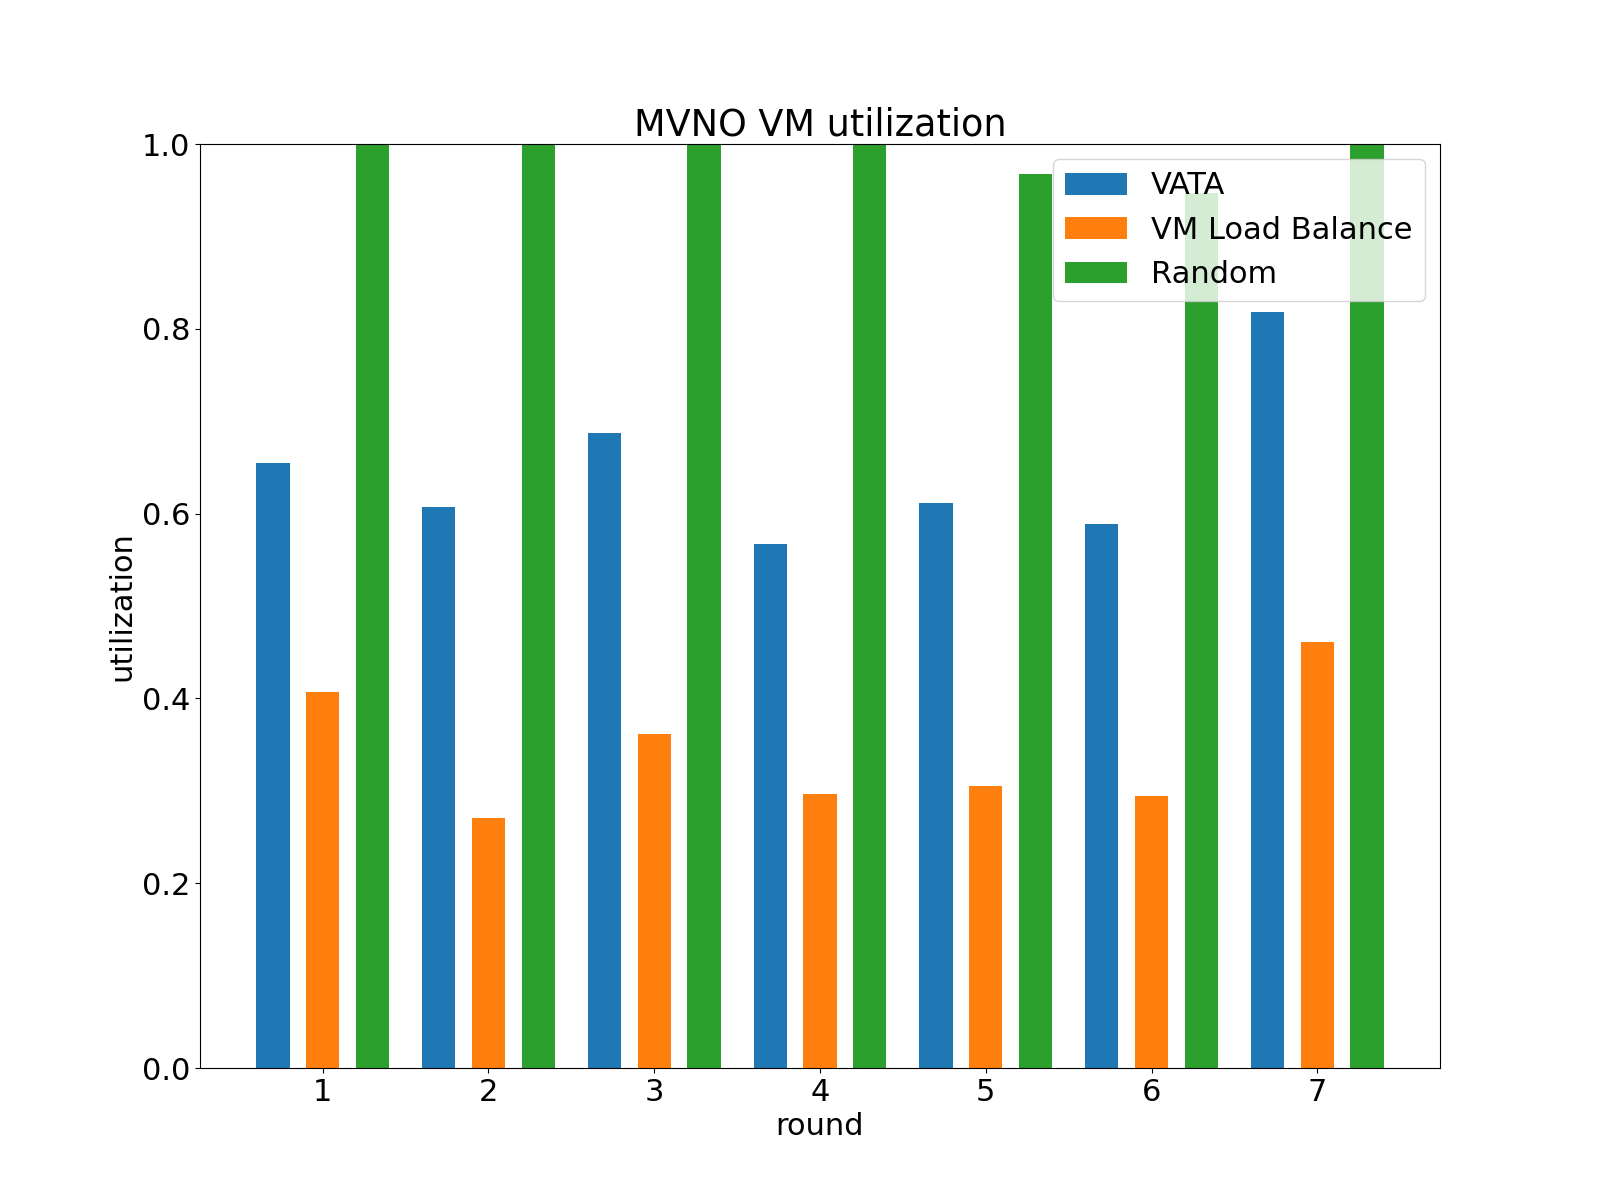 MVNO VM utilization
1.0
0.8
0.6
0.4
0.2
0.0
utilization
VATA
VM Load Balance
Random
1 2 3 4 5 6 7
round